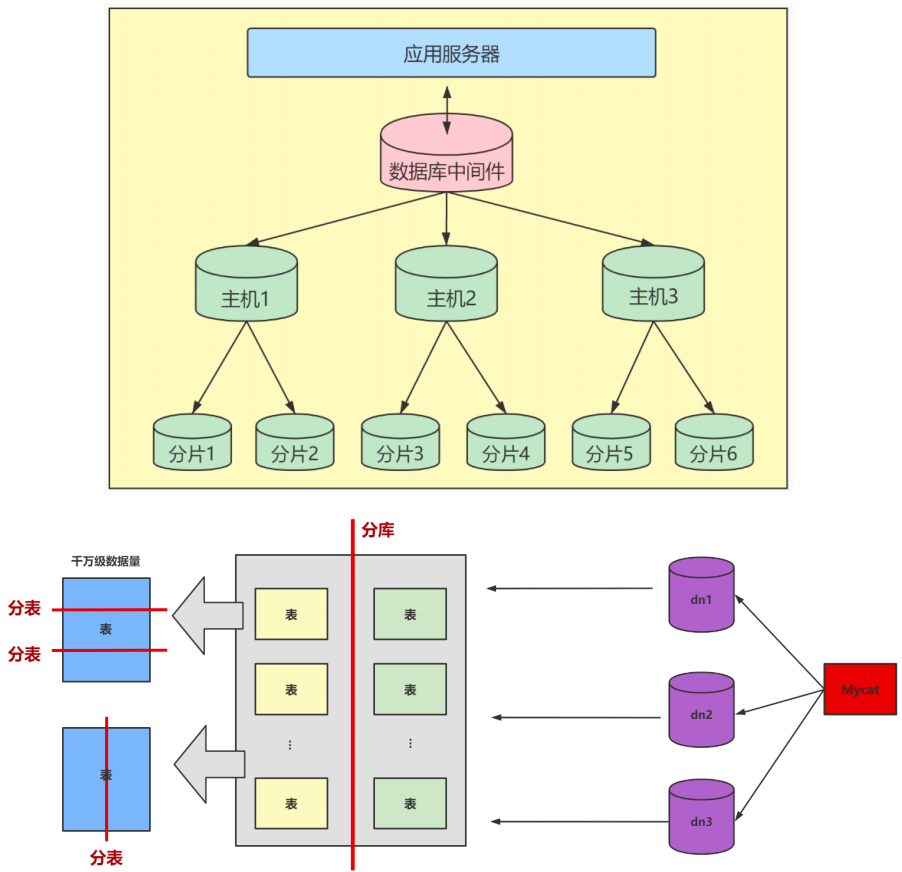 应用服务器
数据库中间件
主机1
主机2
主机3
分片1
分片2
分片3
分片4
分片5
分片6
分库
千万级数据量
分表
表
分表
表
分表
表
表
表
表
...
...
表
表
dn1
dn2
dn3
Mycat